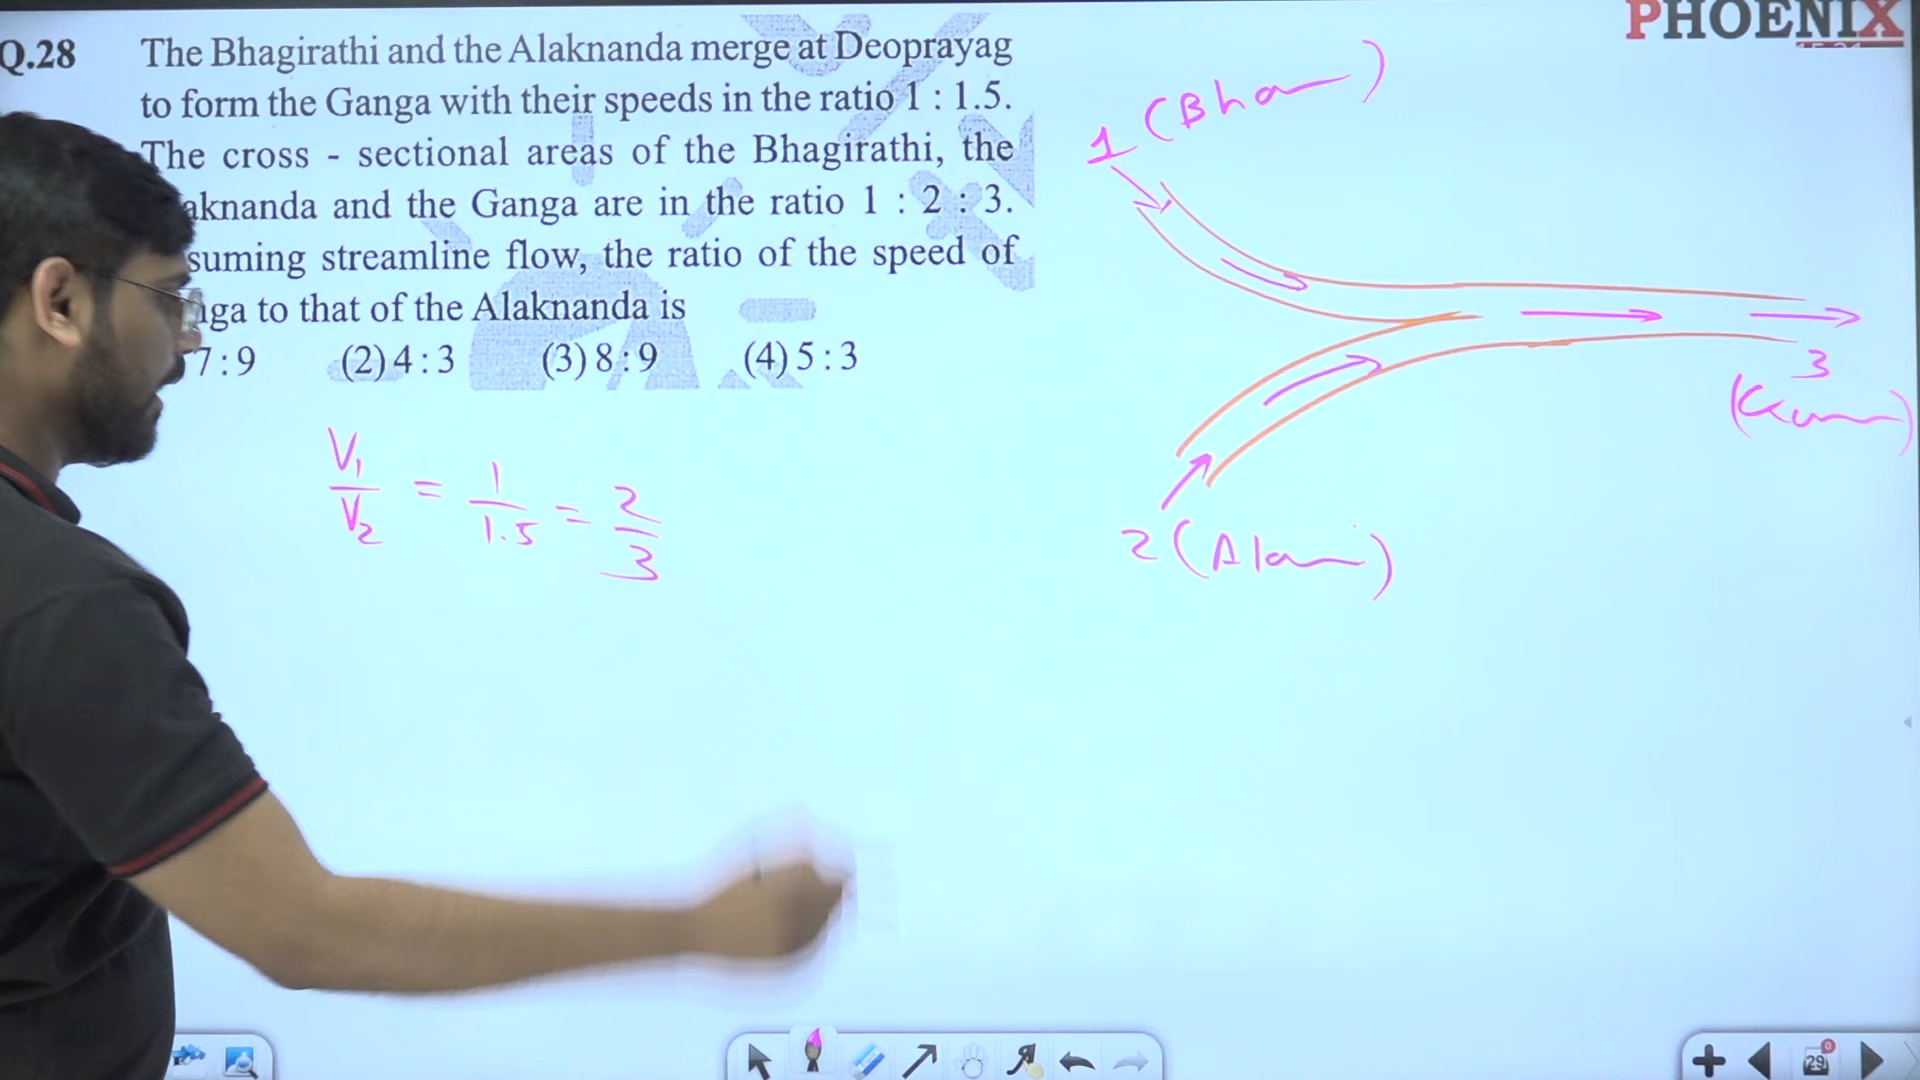 PHOENIX
Q.28 The Bhagirathi and the Alaknanda merge at Deoprayag
to form the Ganga with their speeds in the ratio 1 : 1.5.
The cross - sectional areas of the Bhagirathi, the
aknanda and the Ganga are in the ratio 1 : 2 : 3.
suming streamline flow, the ratio of the speed of
nga to that of the Alaknanda is
7 : 9 (2) 4 : 3 (3) 8 : 9 (4) 5 : 3
V₁/V₂ = 1/1.5 = 2/3
1 (Bha)
3
2 (Ala)
29
0